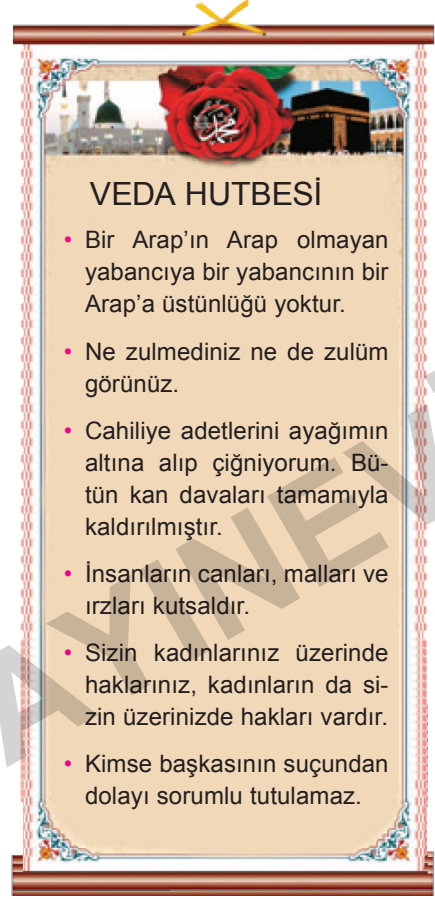 VEDA HUTBESİ
• Bir Arap’ın Arap olmayan
yabancıya bir yabancının bir
Arap’a üstünlüğü yoktur.
• Ne zulmediniz ne de zulüm
görünüz.
• Cahiliye adetlerini ayağımın
altına alıp çiğniyorum. Bü-
tün kan davaları tamamıyla
kaldırılmıştır.
• İnsanların canları, malları ve
ırzları kutsaldır.
• Sizin kadınlarınız üzerinde
haklarınız, kadınların da si-
zin üzerinizde hakları vardır.
• Kimse başkasının suçundan
dolayı sorumlu tutulamaz.